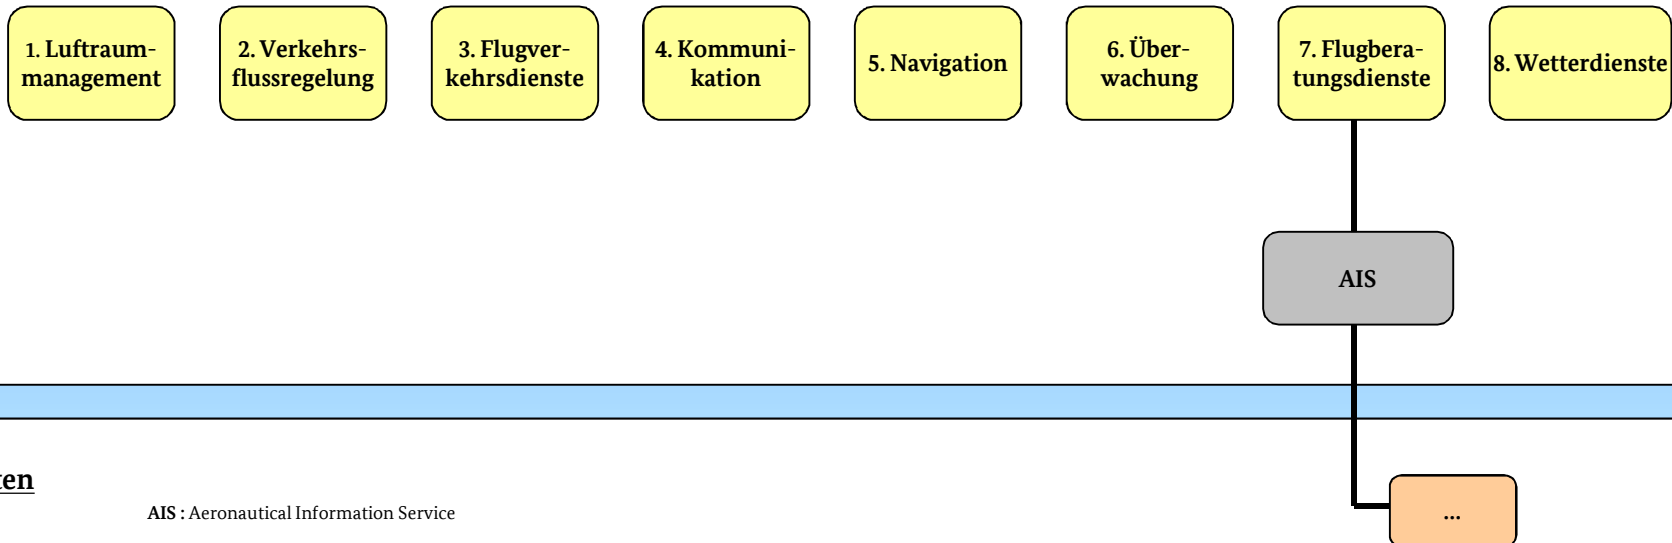 1. Luftraum-
management
2. Verkehrs-
flussregelung
3. Flugver-
kehrsdienste
4. Kommuni-
kation
5. Navigation
6. Über-
wachung
7. Flugbera-
tungsdienste
8. Wetterdienste
AIS
ten
AIS : Aeronautical Information Service
...